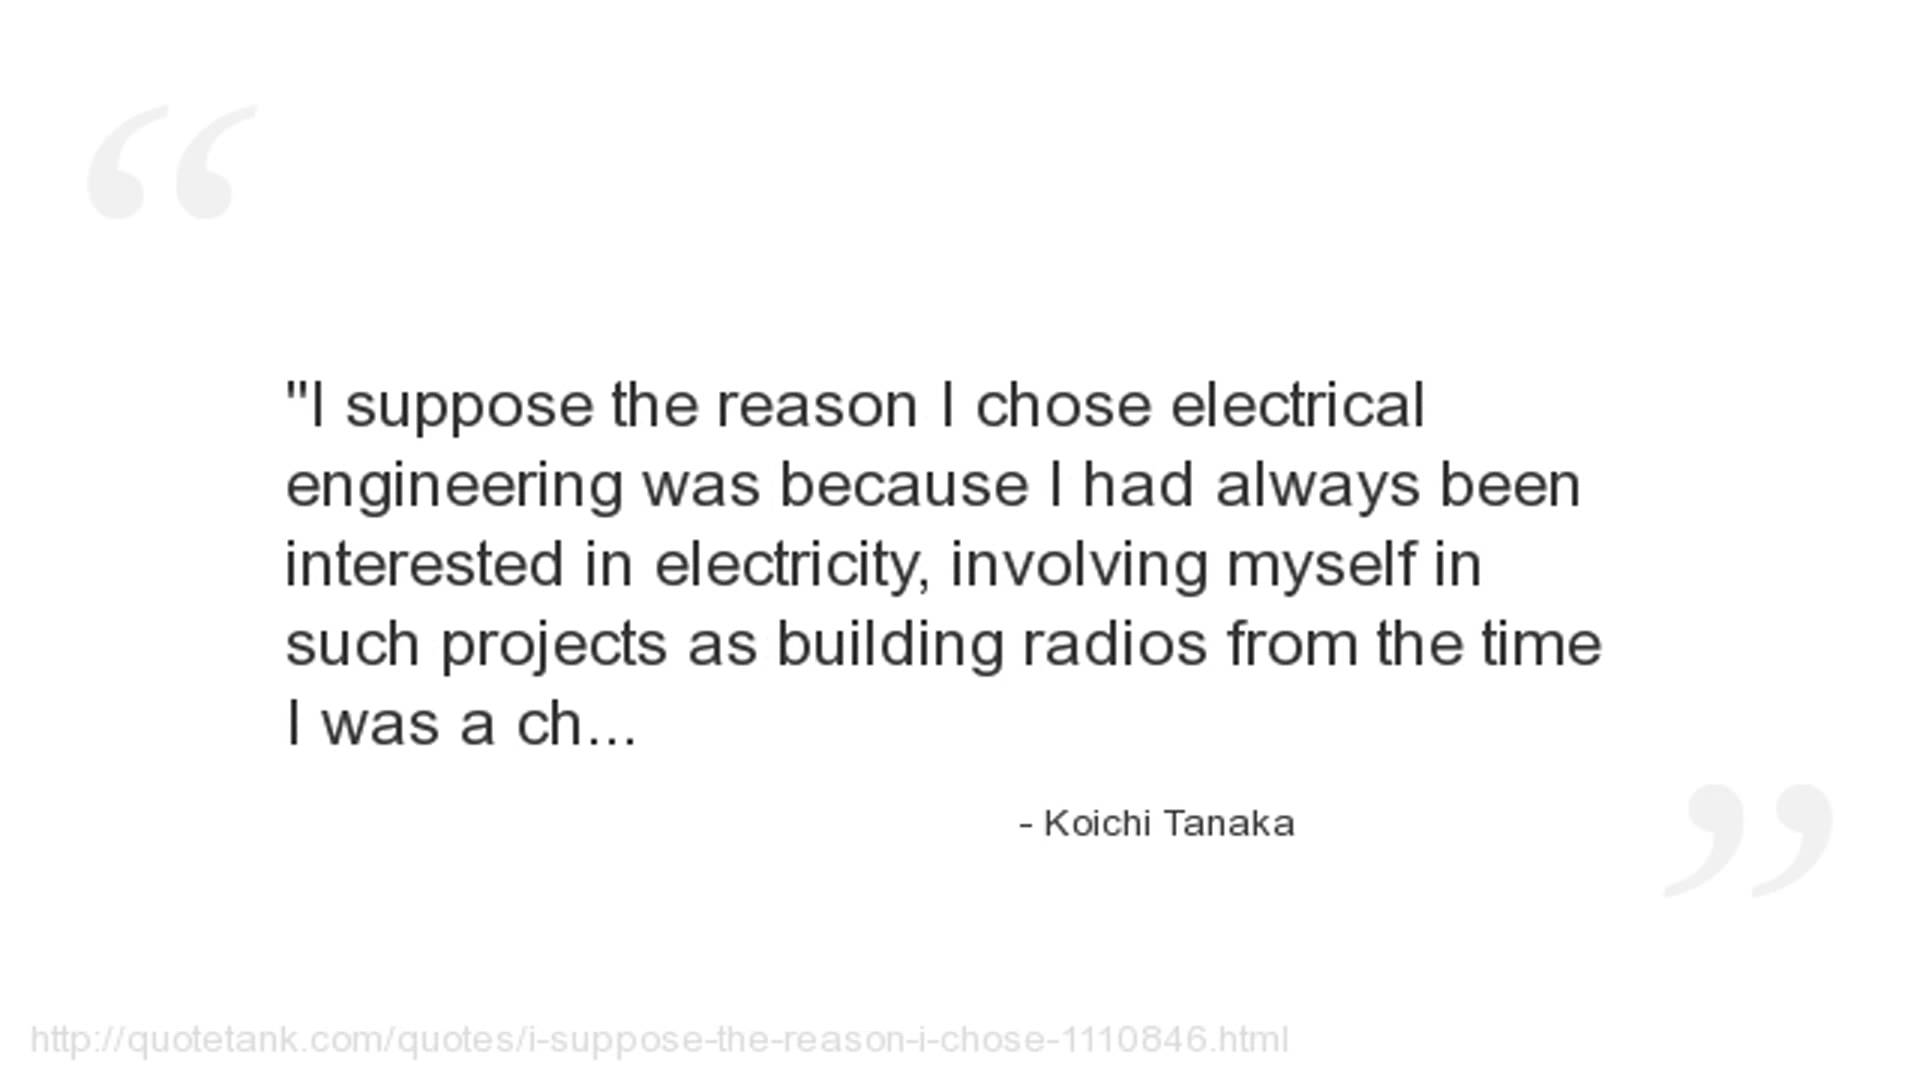 "I suppose the reason I chose electrical
engineering was because I had always been
interested in electricity, involving myself in
such projects as building radios from the time
I was a ch...
- Koichi Tanaka
http://quotetank.com/quotes/i-suppose-the-reason-i-chose-1110846.html